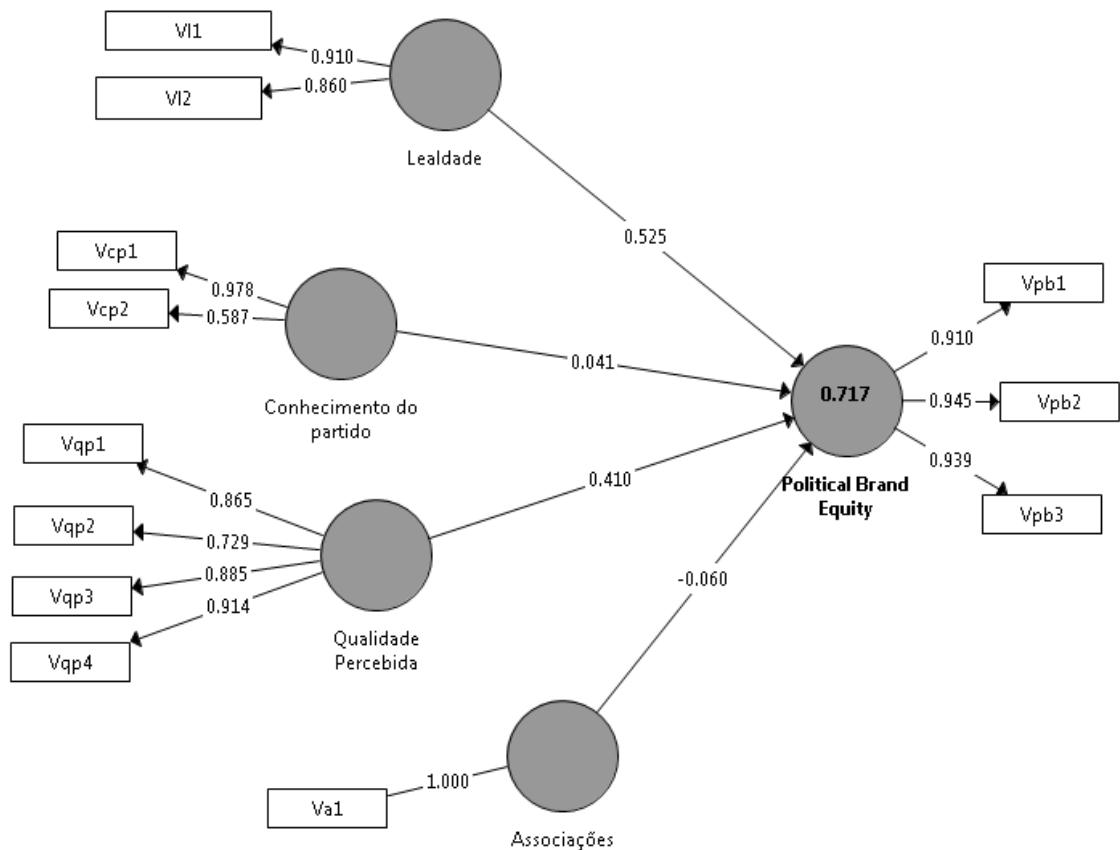 Vl1
0.910
Vl2
0.860
Lealdade
0.525
Vcp1
0.978
Vcp2
0.587
Conhecimento do
partido
0.041
Vqp1
0.865
Vqp2
0.729
Vqp3
0.885
Vqp4
0.914
Qualidade
Percebida
0.410
Va1
1.000
Associações
-0.060
0.717
Political Brand
Equity
Vpb1
0.910
Vpb2
0.945
Vpb3
0.939